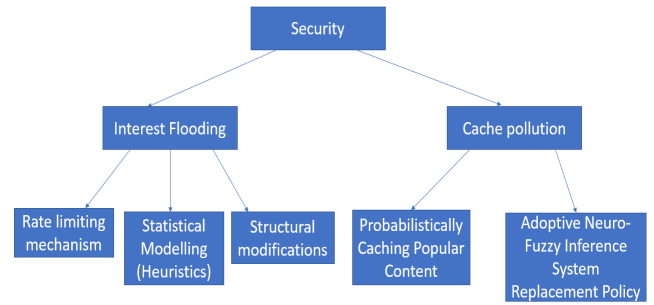 Security
Interest Flooding
Cache pollution
Rate limiting
mechanism
Statistical
Modelling
(Heuristics)
Structural
modifications
Probabilistically
Caching Popular
Content
Adoptive Neuro-
Fuzzy Inference
System
Replacement Policy